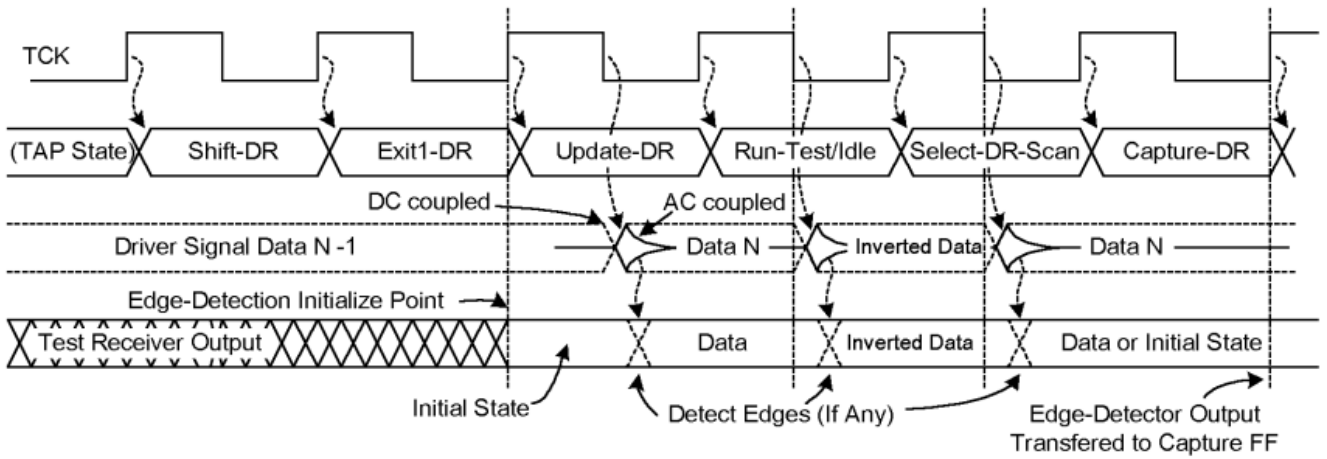 TCK
(TAP State)
Shift-DR
Exit1-DR
Update-DR
Run-Test/Idle
Select-DR-Scan
Capture-DR
DC coupled
AC coupled
Driver Signal Data N -1
Data N
Inverted Data
Data N
Edge-Detection Initialize Point
Test Receiver Output
Data
Inverted Data
Data or Initial State
Initial State
Detect Edges (If Any)
Edge-Detector Output
Transfered to Capture FF